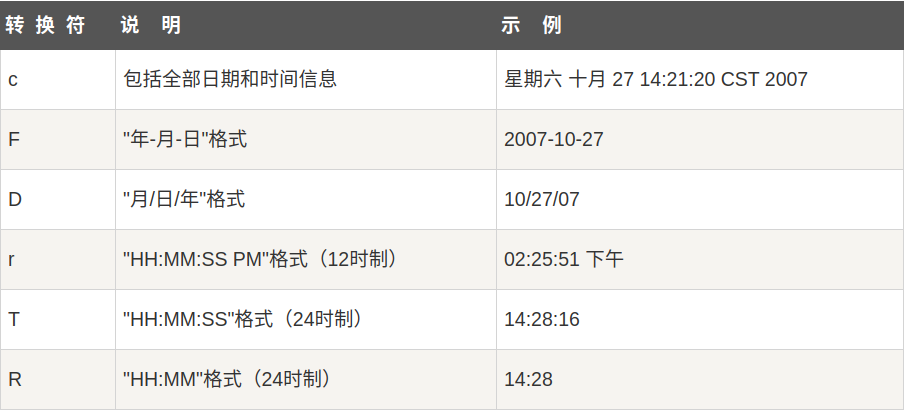 转 换 符 说 明 示 例
c 包括全部日期和时间信息 星期六 十月 27 14:21:20 CST 2007
F "年-月-日"格式 2007-10-27
D "月/日/年"格式 10/27/07
r "HH:MM:SS PM"格式（12时制） 02:25:51 下午
T "HH:MM:SS"格式（24时制） 14:28:16
R "HH:MM"格式（24时制） 14:28